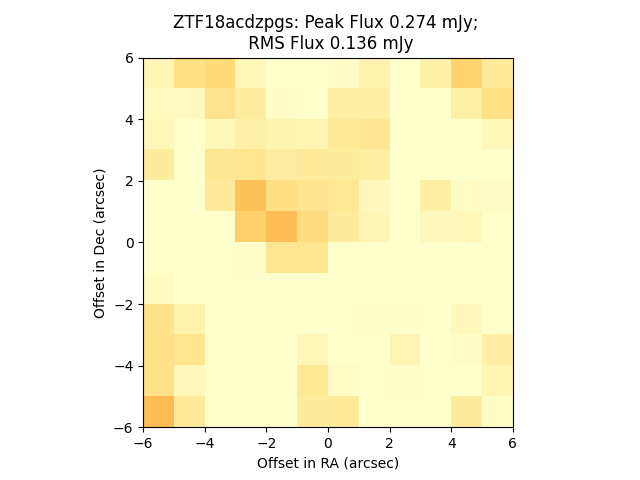 ZTF18acdzpgs: Peak Flux 0.274 mJy;
RMS Flux 0.136 mJy
6
4
2
0
−2
−4
−6
Offset in Dec (arcsec)
−6 −4 −2 0 2 4 6
Offset in RA (arcsec)